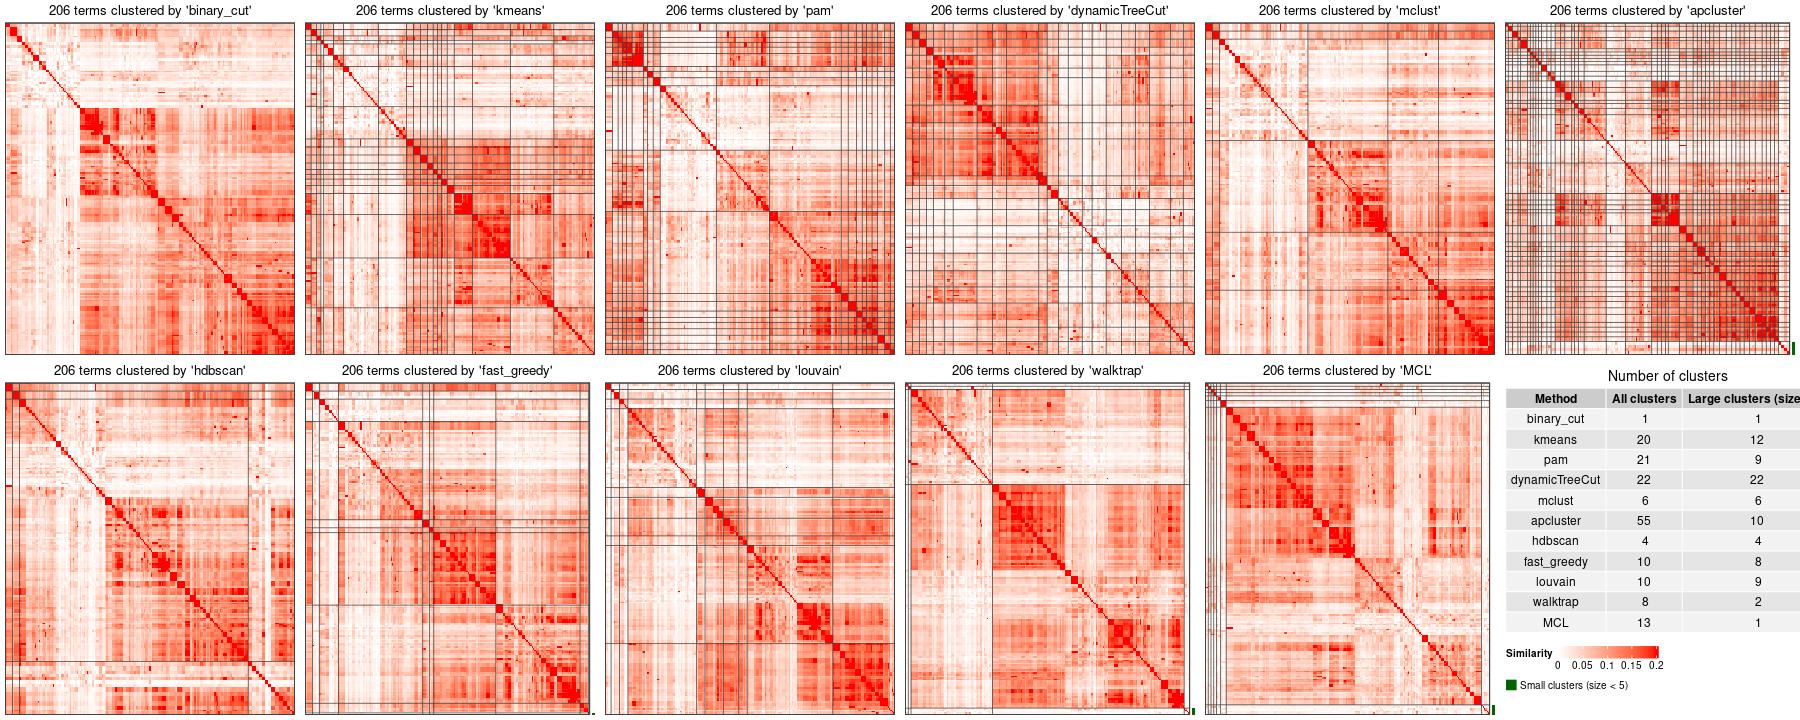 206 terms clustered by 'binary_cut'
206 terms clustered by 'kmeans'
206 terms clustered by 'pam'
206 terms clustered by 'dynamicTreeCut'
206 terms clustered by 'mclust'
206 terms clustered by 'apcluster'
206 terms clustered by 'hdbscan'
206 terms clustered by 'fast_greedy'
206 terms clustered by 'louvain'
206 terms clustered by 'walktrap'
206 terms clustered by 'MCL'
Number of clusters
Method All clusters Large clusters (size
binary_cut 1 1
kmeans 20 12
pam 21 9
dynamicTreeCut 22 22
mclust 6 6
apcluster 55 10
hdbscan 4 4
fast_greedy 10 8
louvain 10 9
walktrap 8 2
MCL 13 1
Similarity
0 0.05 0.1 0.15 0.2
Small clusters (size < 5)